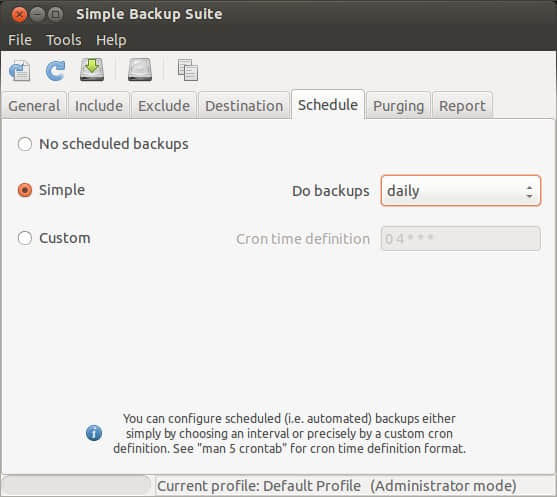 Simple Backup Suite
File Tools Help
General Include Exclude Destination Schedule Purging Report
No scheduled backups
Simple Do backups daily
Custom Cron time definition 0 4 * * *
You can configure scheduled (i.e. automated) backups either
simply by choosing an interval or precisely by a custom cron
definition. See "man 5 crontab" for cron time definition format.
Current profile: Default Profile (Administrator mode)